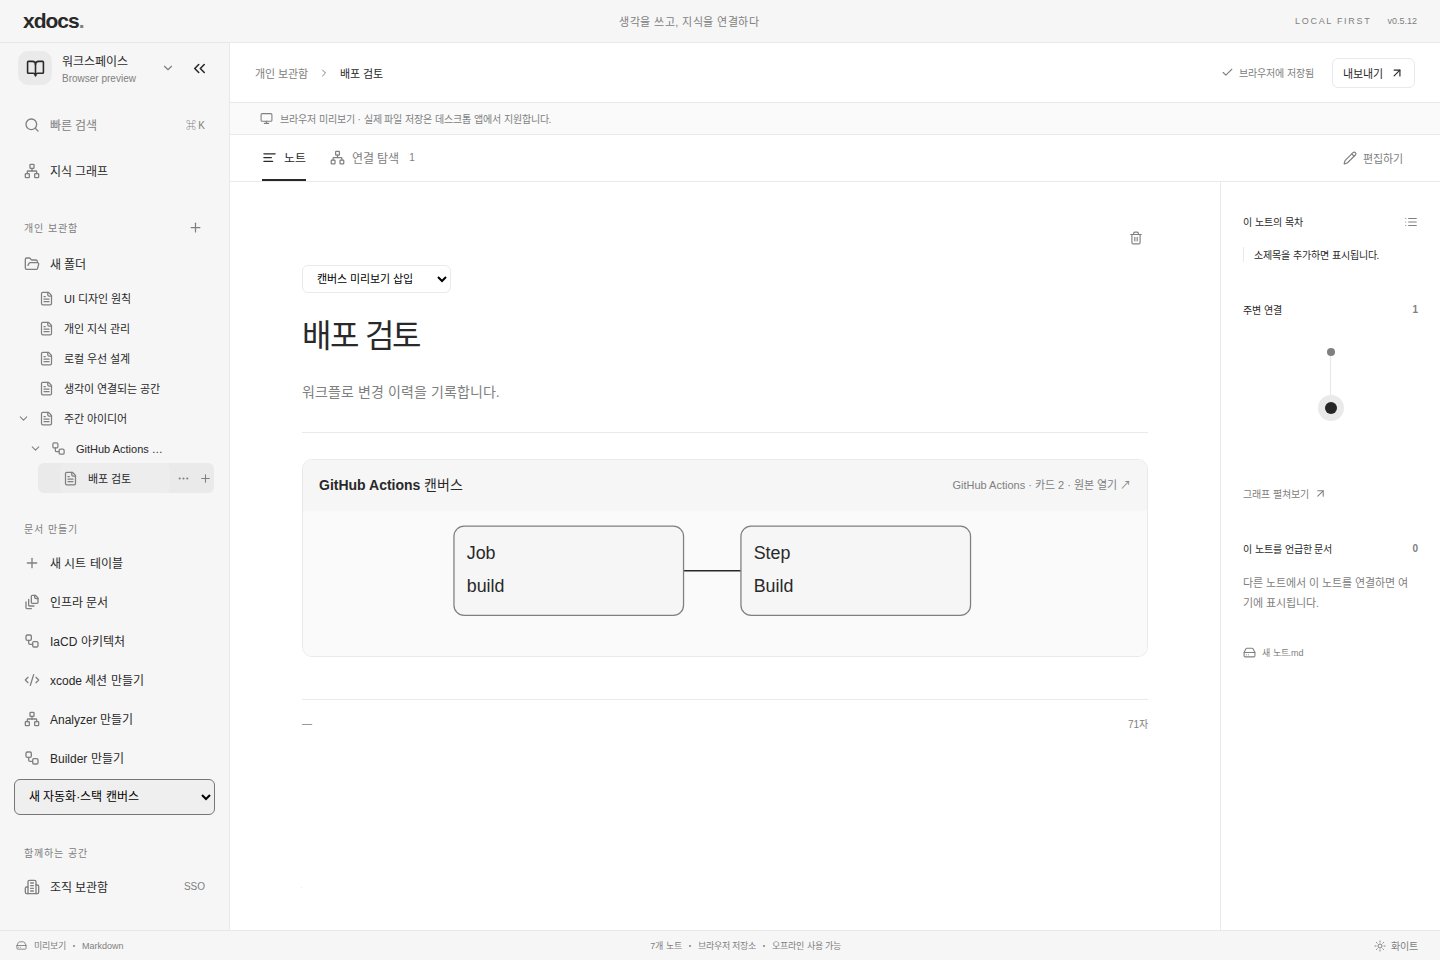 xdocs.
생각을 쓰고, 지식을 연결하다
LOCAL FIRST v0.5.12
워크스페이스
Browser preview
빠른 검색 ⌘K
지식 그래프
개인 보관함
새 폴더
UI 디자인 원칙
개인 지식 관리
로컬 우선 설계
생각이 연결되는 공간
주간 아이디어
GitHub Actions ...
배포 검토
문서 만들기
새 시트 테이블
인프라 문서
IaCD 아키텍처
xcode 세션 만들기
Analyzer 만들기
Builder 만들기
새 자동화·스택 캔버스
함께하는 공간
조직 보관함 SSO
개인 보관함 배포 검토
브라우저에 저장됨 내보내기
브라우저 미리보기 · 실제 파일 저장은 데스크톱 앱에서 지원합니다.
노트 연결 탐색 1 편집하기
캔버스 미리보기 삽입
배포 검토
워크플로 변경 이력을 기록합니다.
GitHub Actions 캔버스 GitHub Actions · 카드 2 · 원본 열기 ↗
Job
build
Step
Build
— 71자
이 노트의 목차
소제목을 추가하면 표시됩니다.
주변 연결 1
그래프 펼쳐보기
이 노트를 언급한 문서 0
다른 노트에서 이 노트를 연결하면 여
기에 표시됩니다.
새 노트.md
미리보기 • Markdown
7개 노트 • 브라우저 저장소 • 오프라인 사용 가능
화이트